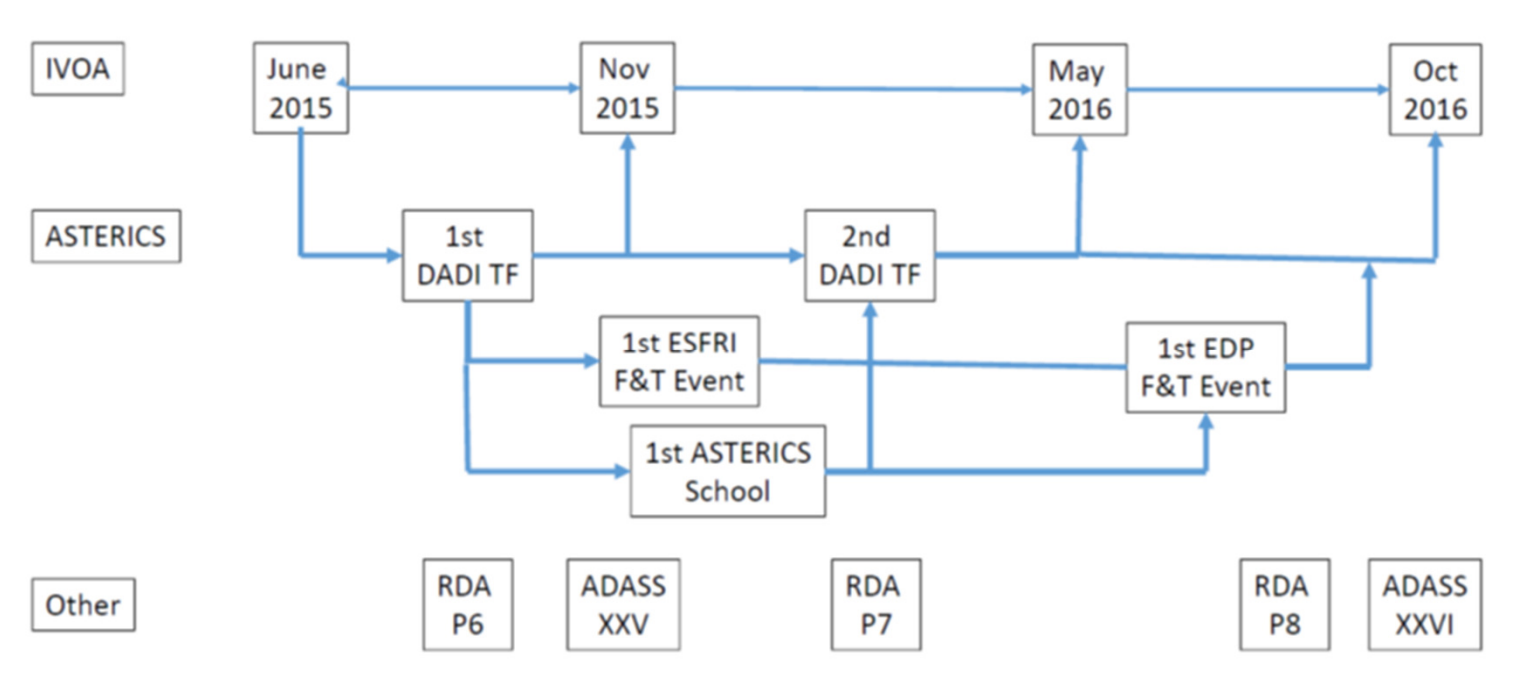 IVOA
June
2015
Nov
2015
May
2016
Oct
2016
ASTERICS
1st
DADI TF
2nd
DADI TF
1st ESFRI
F&T Event
1st EDP
F&T Event
1st ASTERICS
School
Other
RDA
P6
ADASS
XXV
RDA
P7
RDA
P8
ADASS
XXVI